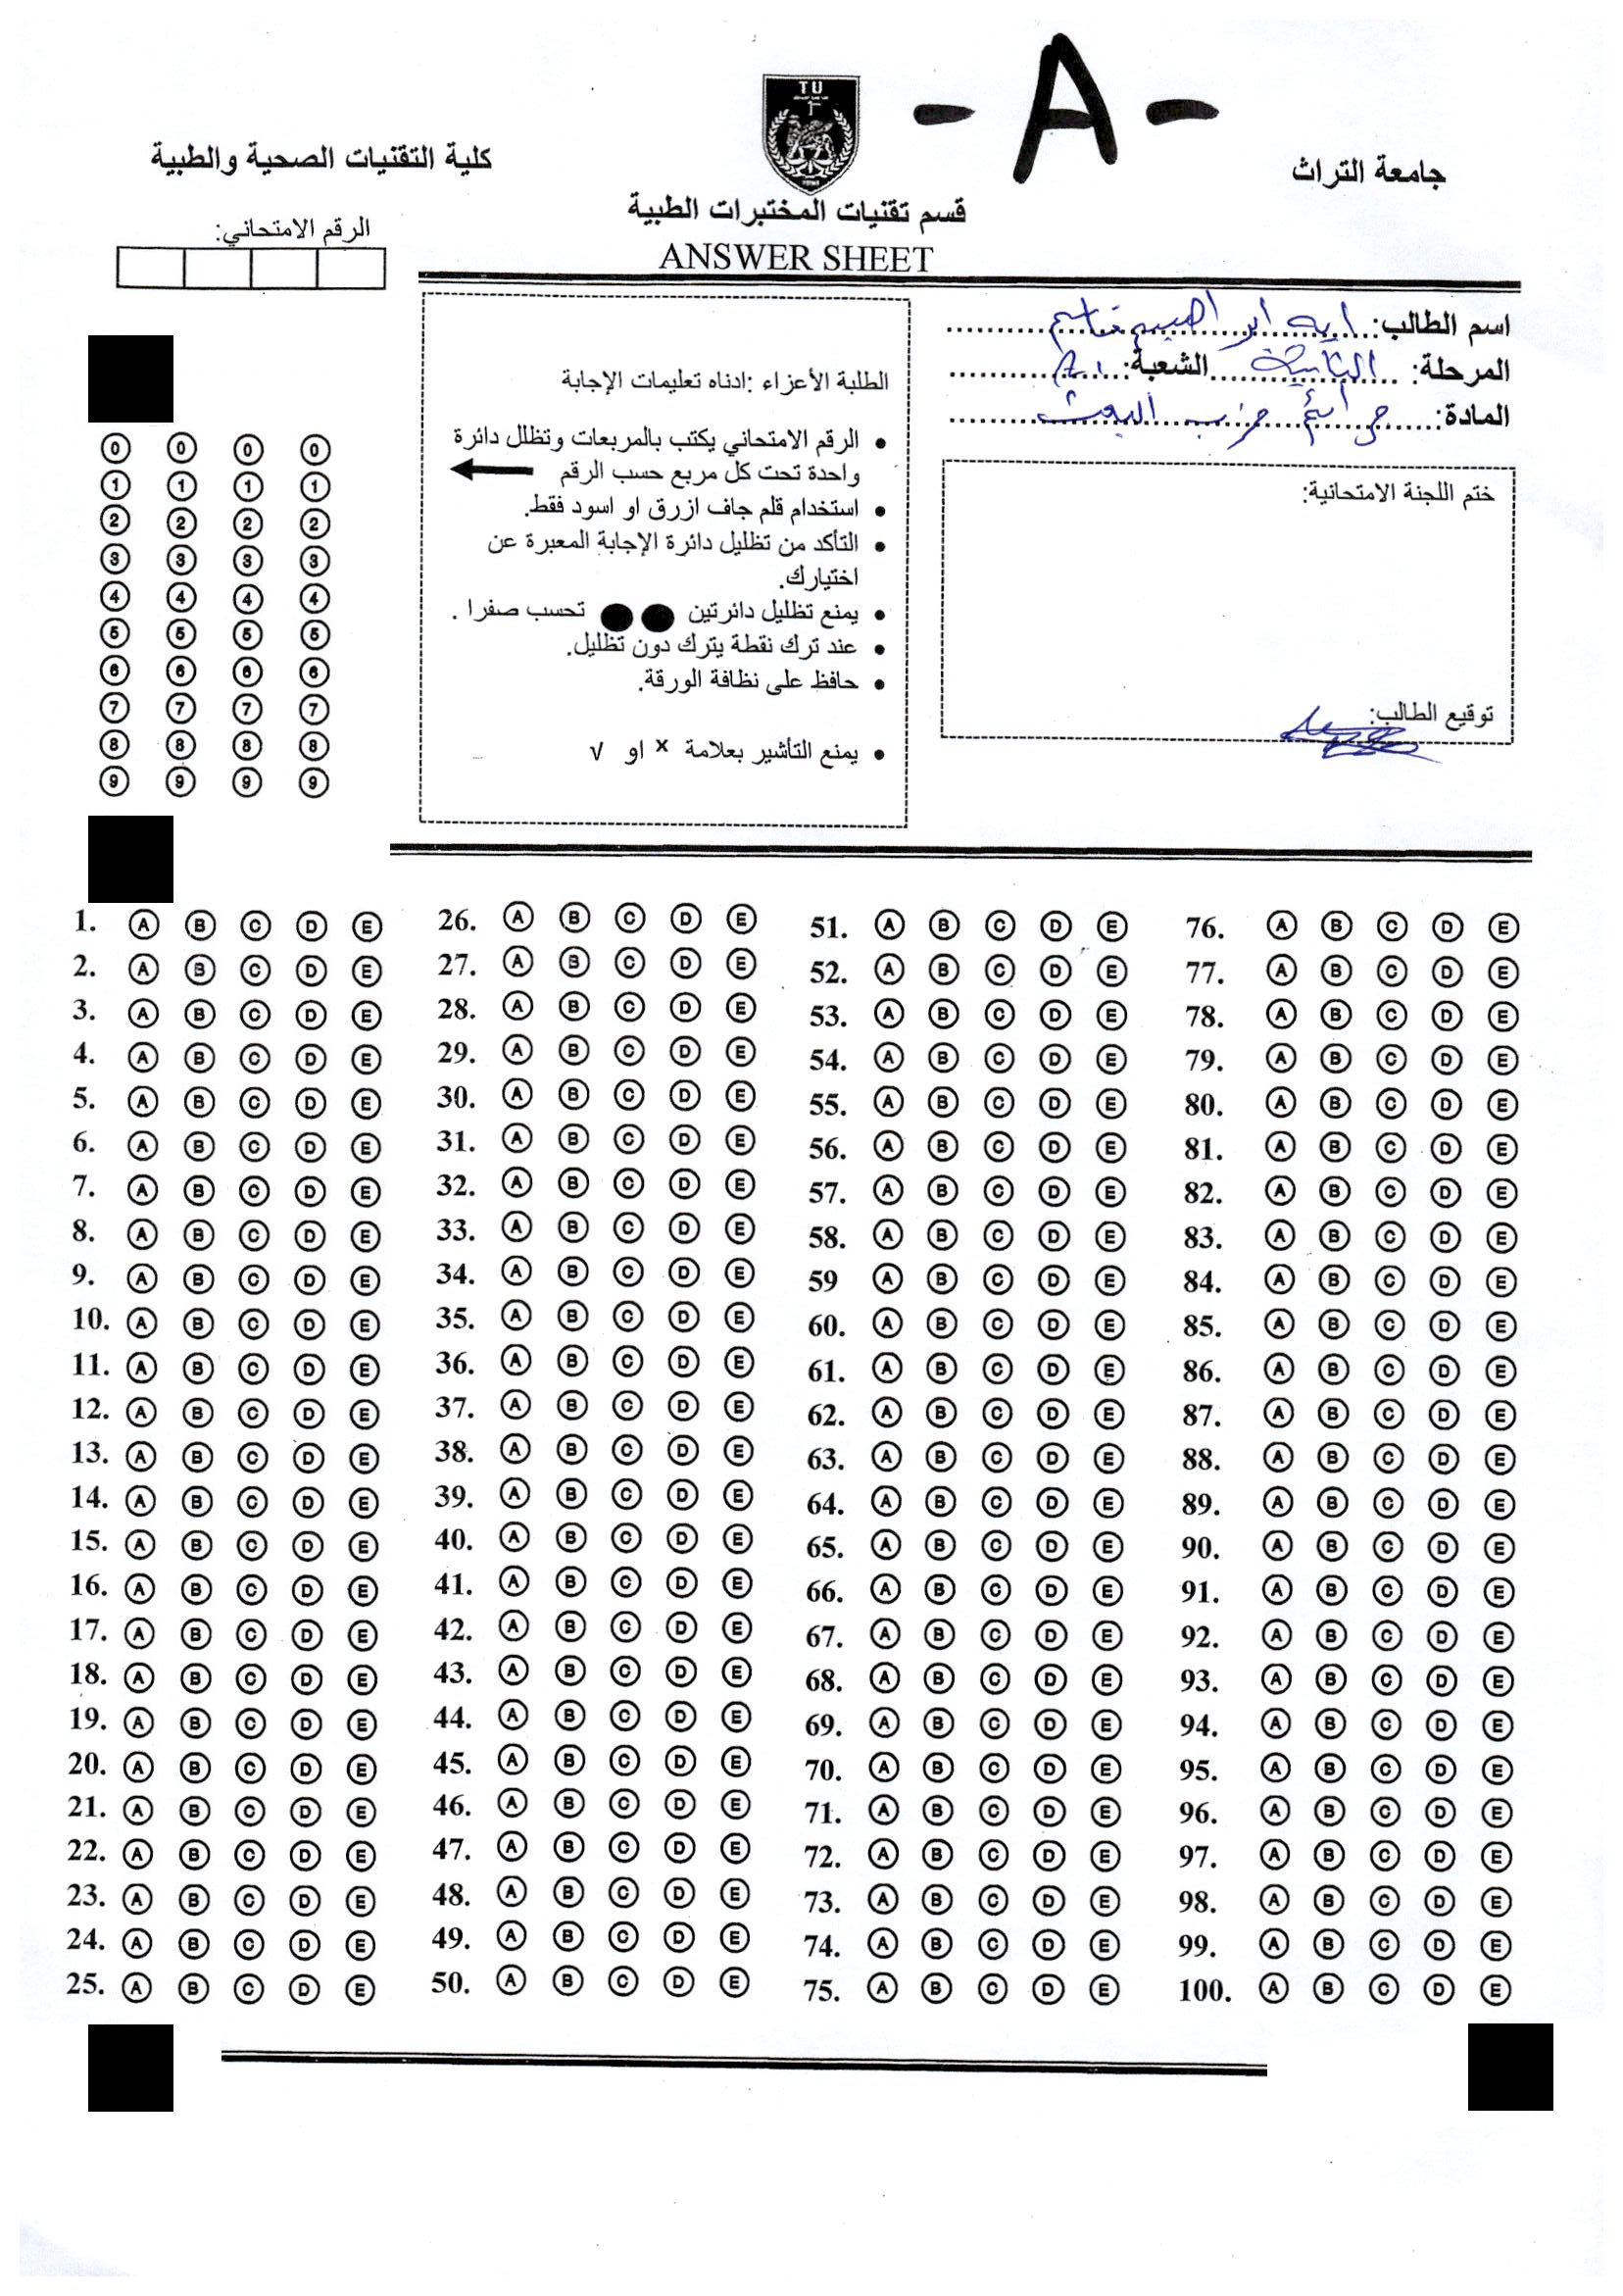 -A-
TU
جامعة التراث
كلية التقنيات الصحية والطبية
قسم تقنيات المختبرات الطبية
ANSWER SHEET
الرقم الامتحاني:
اسم الطالب: ايه ابراهيم قاسم
المرحلة: الثانية الشعبة: A1
المادة: جرائم حزب البعث
ختم اللجنة الامتحانية:
توقيع الطالب:
الطلبة الأعزاء :ادناه تعليمات الإجابة
• الرقم الامتحاني يكتب بالمربعات وتظلل دائرة
واحدة تحت كل مربع حسب الرقم
• استخدام قلم جاف ازرق او اسود فقط.
• التأكد من تظليل دائرة الإجابة المعبرة عن
اختيارك.
• يمنع تظليل دائرتين تحسب صفرا .
• عند ترك نقطة يترك دون تظليل.
• حافظ على نظافة الورقة.
• يمنع التأشير بعلامة x او √
0 0 0 0
1 1 1 1
2 2 2 2
3 3 3 3
4 4 4 4
5 5 5 5
6 6 6 6
7 7 7 7
8 8 8 8
9 9 9 9
1. A B C D E
2. A B C D E
3. A B C D E
4. A B C D E
5. A B C D E
6. A B C D E
7. A B C D E
8. A B C D E
9. A B C D E
10. A B C D E
11. A B C D E
12. A B C D E
13. A B C D E
14. A B C D E
15. A B C D E
16. A B C D E
17. A B C D E
18. A B C D E
19. A B C D E
20. A B C D E
21. A B C D E
22. A B C D E
23. A B C D E
24. A B C D E
25. A B C D E
26. A B C D E
27. A B C D E
28. A B C D E
29. A B C D E
30. A B C D E
31. A B C D E
32. A B C D E
33. A B C D E
34. A B C D E
35. A B C D E
36. A B C D E
37. A B C D E
38. A B C D E
39. A B C D E
40. A B C D E
41. A B C D E
42. A B C D E
43. A B C D E
44. A B C D E
45. A B C D E
46. A B C D E
47. A B C D E
48. A B C D E
49. A B C D E
50. A B C D E
51. A B C D E
52. A B C D E
53. A B C D E
54. A B C D E
55. A B C D E
56. A B C D E
57. A B C D E
58. A B C D E
59 A B C D E
60. A B C D E
61. A B C D E
62. A B C D E
63. A B C D E
64. A B C D E
65. A B C D E
66. A B C D E
67. A B C D E
68. A B C D E
69. A B C D E
70. A B C D E
71. A B C D E
72. A B C D E
73. A B C D E
74. A B C D E
75. A B C D E
76. A B C D E
77. A B C D E
78. A B C D E
79. A B C D E
80. A B C D E
81. A B C D E
82. A B C D E
83. A B C D E
84. A B C D E
85. A B C D E
86. A B C D E
87. A B C D E
88. A B C D E
89. A B C D E
90. A B C D E
91. A B C D E
92. A B C D E
93. A B C D E
94. A B C D E
95. A B C D E
96. A B C D E
97. A B C D E
98. A B C D E
99. A B C D E
100. A B C D E